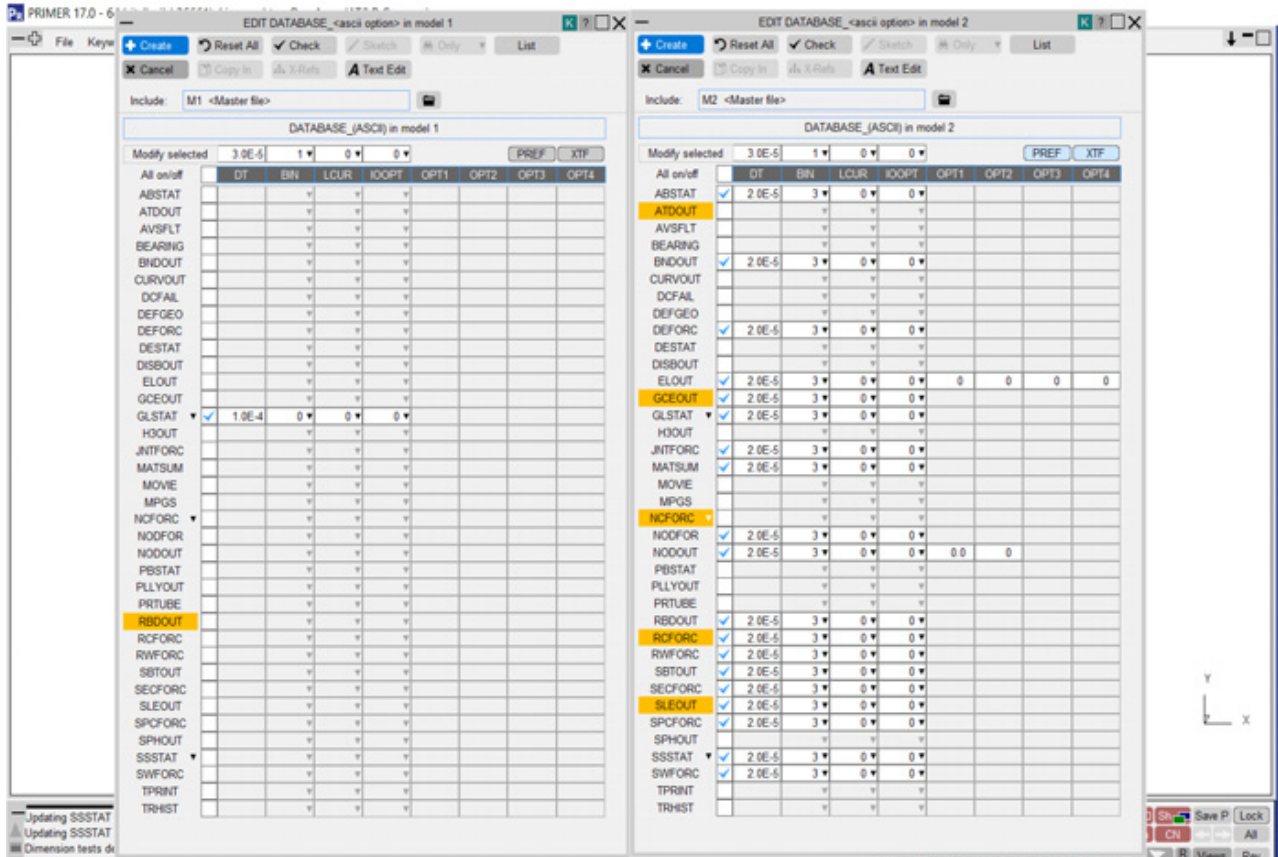 PRIMER 17.0 - 6
File Keyw
EDIT DATABASE_<ascii option> in model 1
K ?
Create Reset All Check Sketch Only List
Cancel Copy In X-Refs A Text Edit
Include: M1 <Master file>
DATABASE_(ASCII) in model 1
Modify selected 3.0E-5 1 0 0 PREF XTF
All on/off DT BIN LCUR IOOPT OPT1 OPT2 OPT3 OPT4
ABSTAT
ATDOUT
AVSFLT
BEARING
BNDOUT
CURVOUT
DCFAIL
DEFGEO
DEFORC
DESTAT
DISBOUT
ELOUT
GCEOUT
GLSTAT 1.0E-4 0 0 0
H3OUT
JNTFORC
MATSUM
MOVIE
MPGS
NCFORC
NODFOR
NODOUT
PBSTAT
PLLYOUT
PRTUBE
RBDOUT
RCFORC
RWFORC
SBTOUT
SECFORC
SLEOUT
SPCFORC
SPHOUT
SSSTAT
SWFORC
TPRINT
TRHIST
EDIT DATABASE_<ascii option> in model 2
K ?
Create Reset All Check Sketch Only List
Cancel Copy In X-Refs A Text Edit
Include: M2 <Master file>
DATABASE_(ASCII) in model 2
Modify selected 3.0E-5 1 0 0 PREF XTF
All on/off DT BIN LCUR IOOPT OPT1 OPT2 OPT3 OPT4
ABSTAT 2.0E-5 3 0 0
ATDOUT
AVSFLT
BEARING
BNDOUT 2.0E-5 3 0 0
CURVOUT
DCFAIL
DEFGEO
DEFORC 2.0E-5 3 0 0
DESTAT
DISBOUT
ELOUT 2.0E-5 3 0 0 0 0 0 0
GCEOUT 2.0E-5 3 0 0
GLSTAT 2.0E-5 3 0 0
H3OUT
JNTFORC 2.0E-5 3 0 0
MATSUM 2.0E-5 3 0 0
MOVIE
MPGS
NCFORC
NODFOR 2.0E-5 3 0 0
NODOUT 2.0E-5 3 0 0 0.0 0
PBSTAT
PLLYOUT
PRTUBE
RBDOUT 2.0E-5 3 0 0
RCFORC 2.0E-5 3 0 0
RWFORC 2.0E-5 3 0 0
SBTOUT 2.0E-5 3 0 0
SECFORC 2.0E-5 3 0 0
SLEOUT 2.0E-5 3 0 0
SPCFORC 2.0E-5 3 0 0
SPHOUT
SSSTAT 2.0E-5 3 0 0
SWFORC 2.0E-5 3 0 0
TPRINT
TRHIST
Y
Z X
Updating SSSTAT
Updating SSSTAT
Dimension tests de
Sh Save P Lock
CN All
R Views Rev